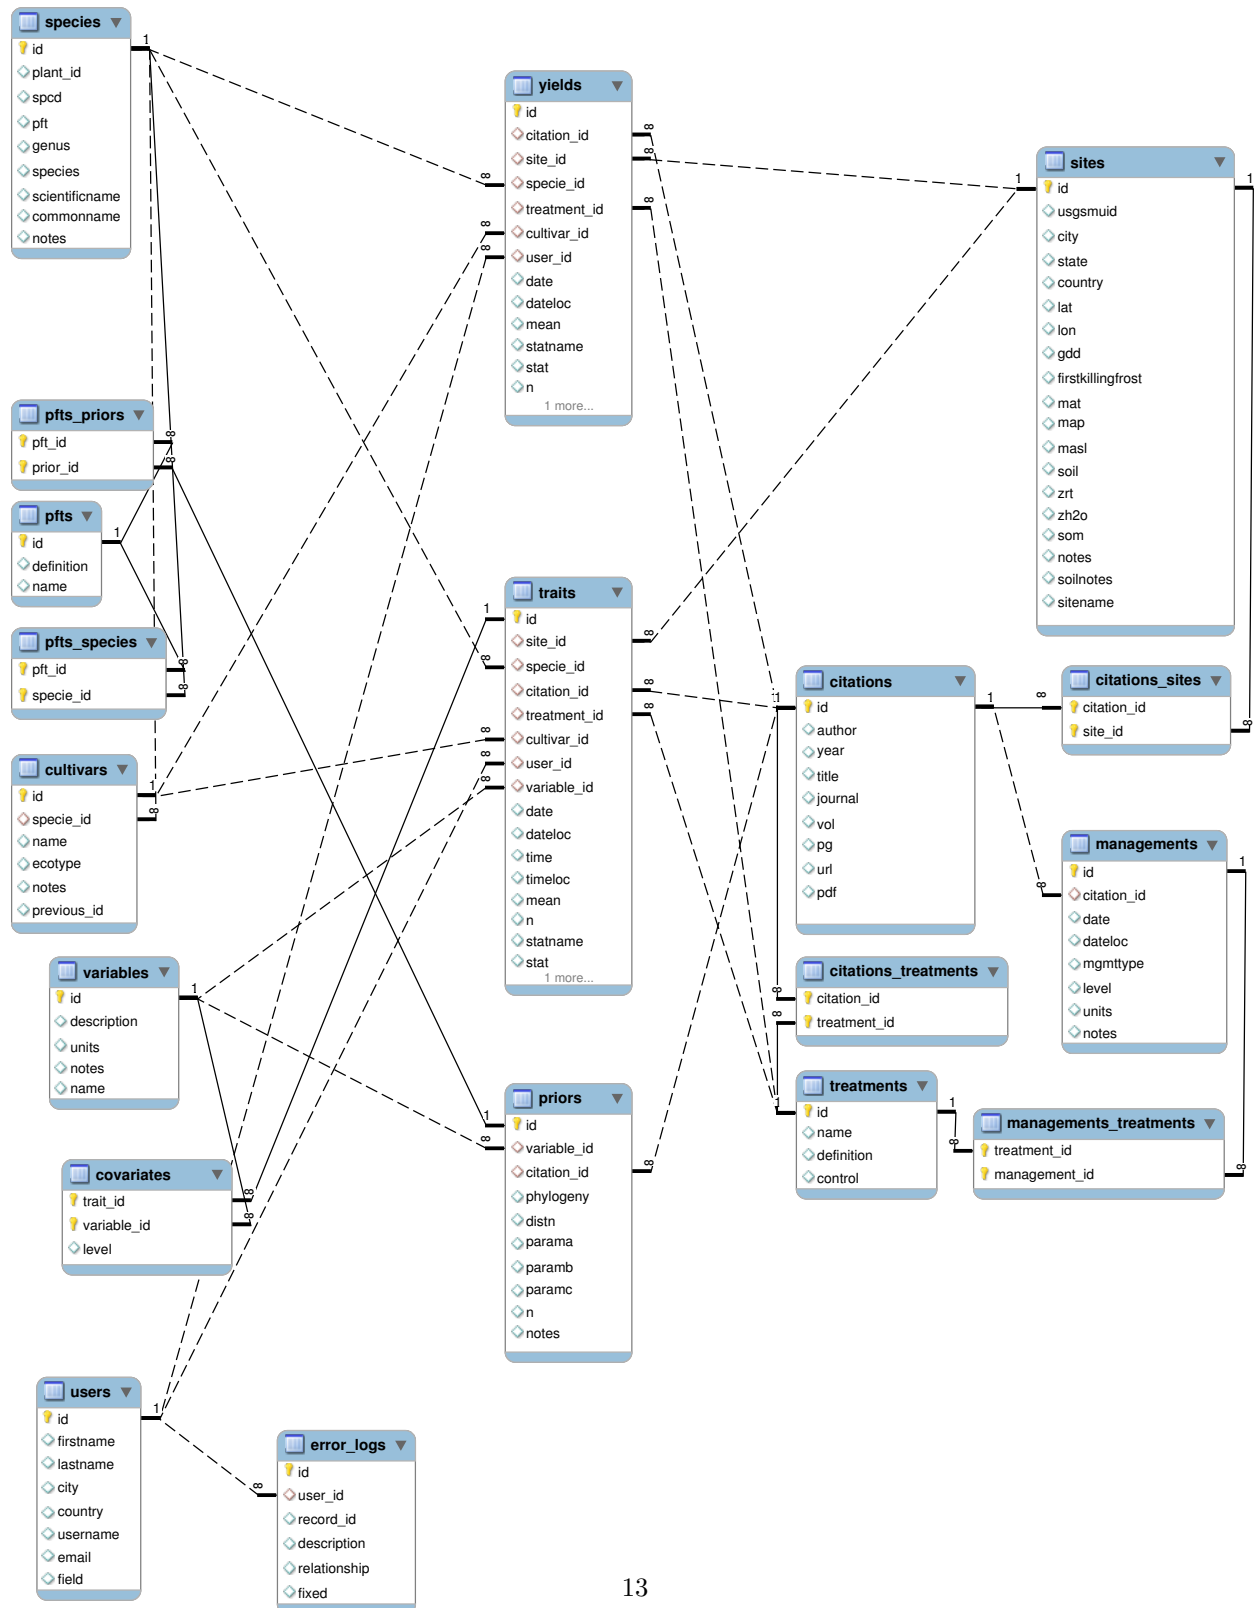 species
id
plant_id
spcd
pft
genus
species
scientificname
commonname
notes
pfts_priors
pft_id
prior_id
pfts
id
definition
name
pfts_species
pft_id
specie_id
cultivars
id
specie_id
name
ecotype
notes
previous_id
variables
id
description
units
notes
name
covariates
trait_id
variable_id
level
users
id
firstname
lastname
city
country
username
email
field
error_logs
id
user_id
record_id
description
relationship
fixed
yields
id
citation_id
site_id
specie_id
treatment_id
cultivar_id
user_id
date
dateloc
mean
statname
stat
n
1 more...
traits
id
site_id
specie_id
citation_id
treatment_id
cultivar_id
user_id
variable_id
date
dateloc
time
timeloc
mean
n
statname
stat
1 more...
priors
id
variable_id
citation_id
phylogeny
distn
parama
paramb
paramc
n
notes
citations
id
author
year
title
journal
vol
pg
url
pdf
citations_treatments
citation_id
treatment_id
treatments
id
name
definition
control
sites
id
usgsmuid
city
state
country
lat
lon
gdd
firstkillingfrost
mat
map
masl
soil
zrt
zh2o
som
notes
soilnotes
sitename
citations_sites
citation_id
site_id
managements
id
citation_id
date
dateloc
mgmttype
level
units
notes
managements_treatments
treatment_id
management_id
13